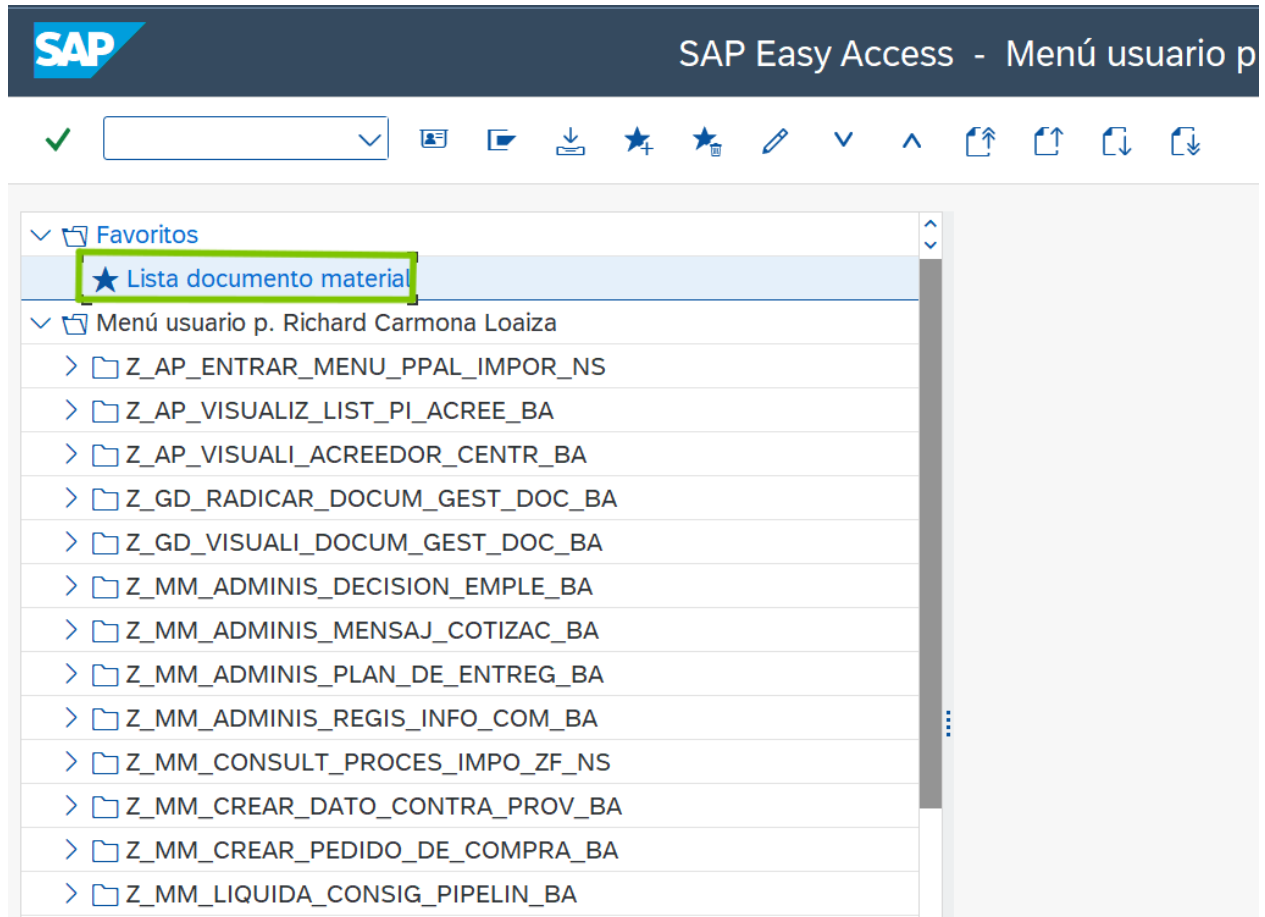 SAP
SAP Easy Access - Menú usuario p
Favoritos
Lista documento material
Menú usuario p. Richard Carmona Loaiza
Z_AP_ENTRAR_MENU_PPAL_IMPOR_NS
Z_AP_VISUALIZ_LIST_PI_ACREE_BA
Z_AP_VISUALI_ACREEDOR_CENTR_BA
Z_GD_RADICAR_DOCUM_GEST_DOC_BA
Z_GD_VISUALI_DOCUM_GEST_DOC_BA
Z_MM_ADMINIS_DECISION_EMPLE_BA
Z_MM_ADMINIS_MENSAJ_COTIZAC_BA
Z_MM_ADMINIS_PLAN_DE_ENTREG_BA
Z_MM_ADMINIS_REGIS_INFO_COM_BA
Z_MM_CONSULT_PROCES_IMPO_ZF_NS
Z_MM_CREAR_DATO_CONTRA_PROV_BA
Z_MM_CREAR_PEDIDO_DE_COMPRA_BA
Z_MM_LIQUIDA_CONSIG_PIPELIN_BA